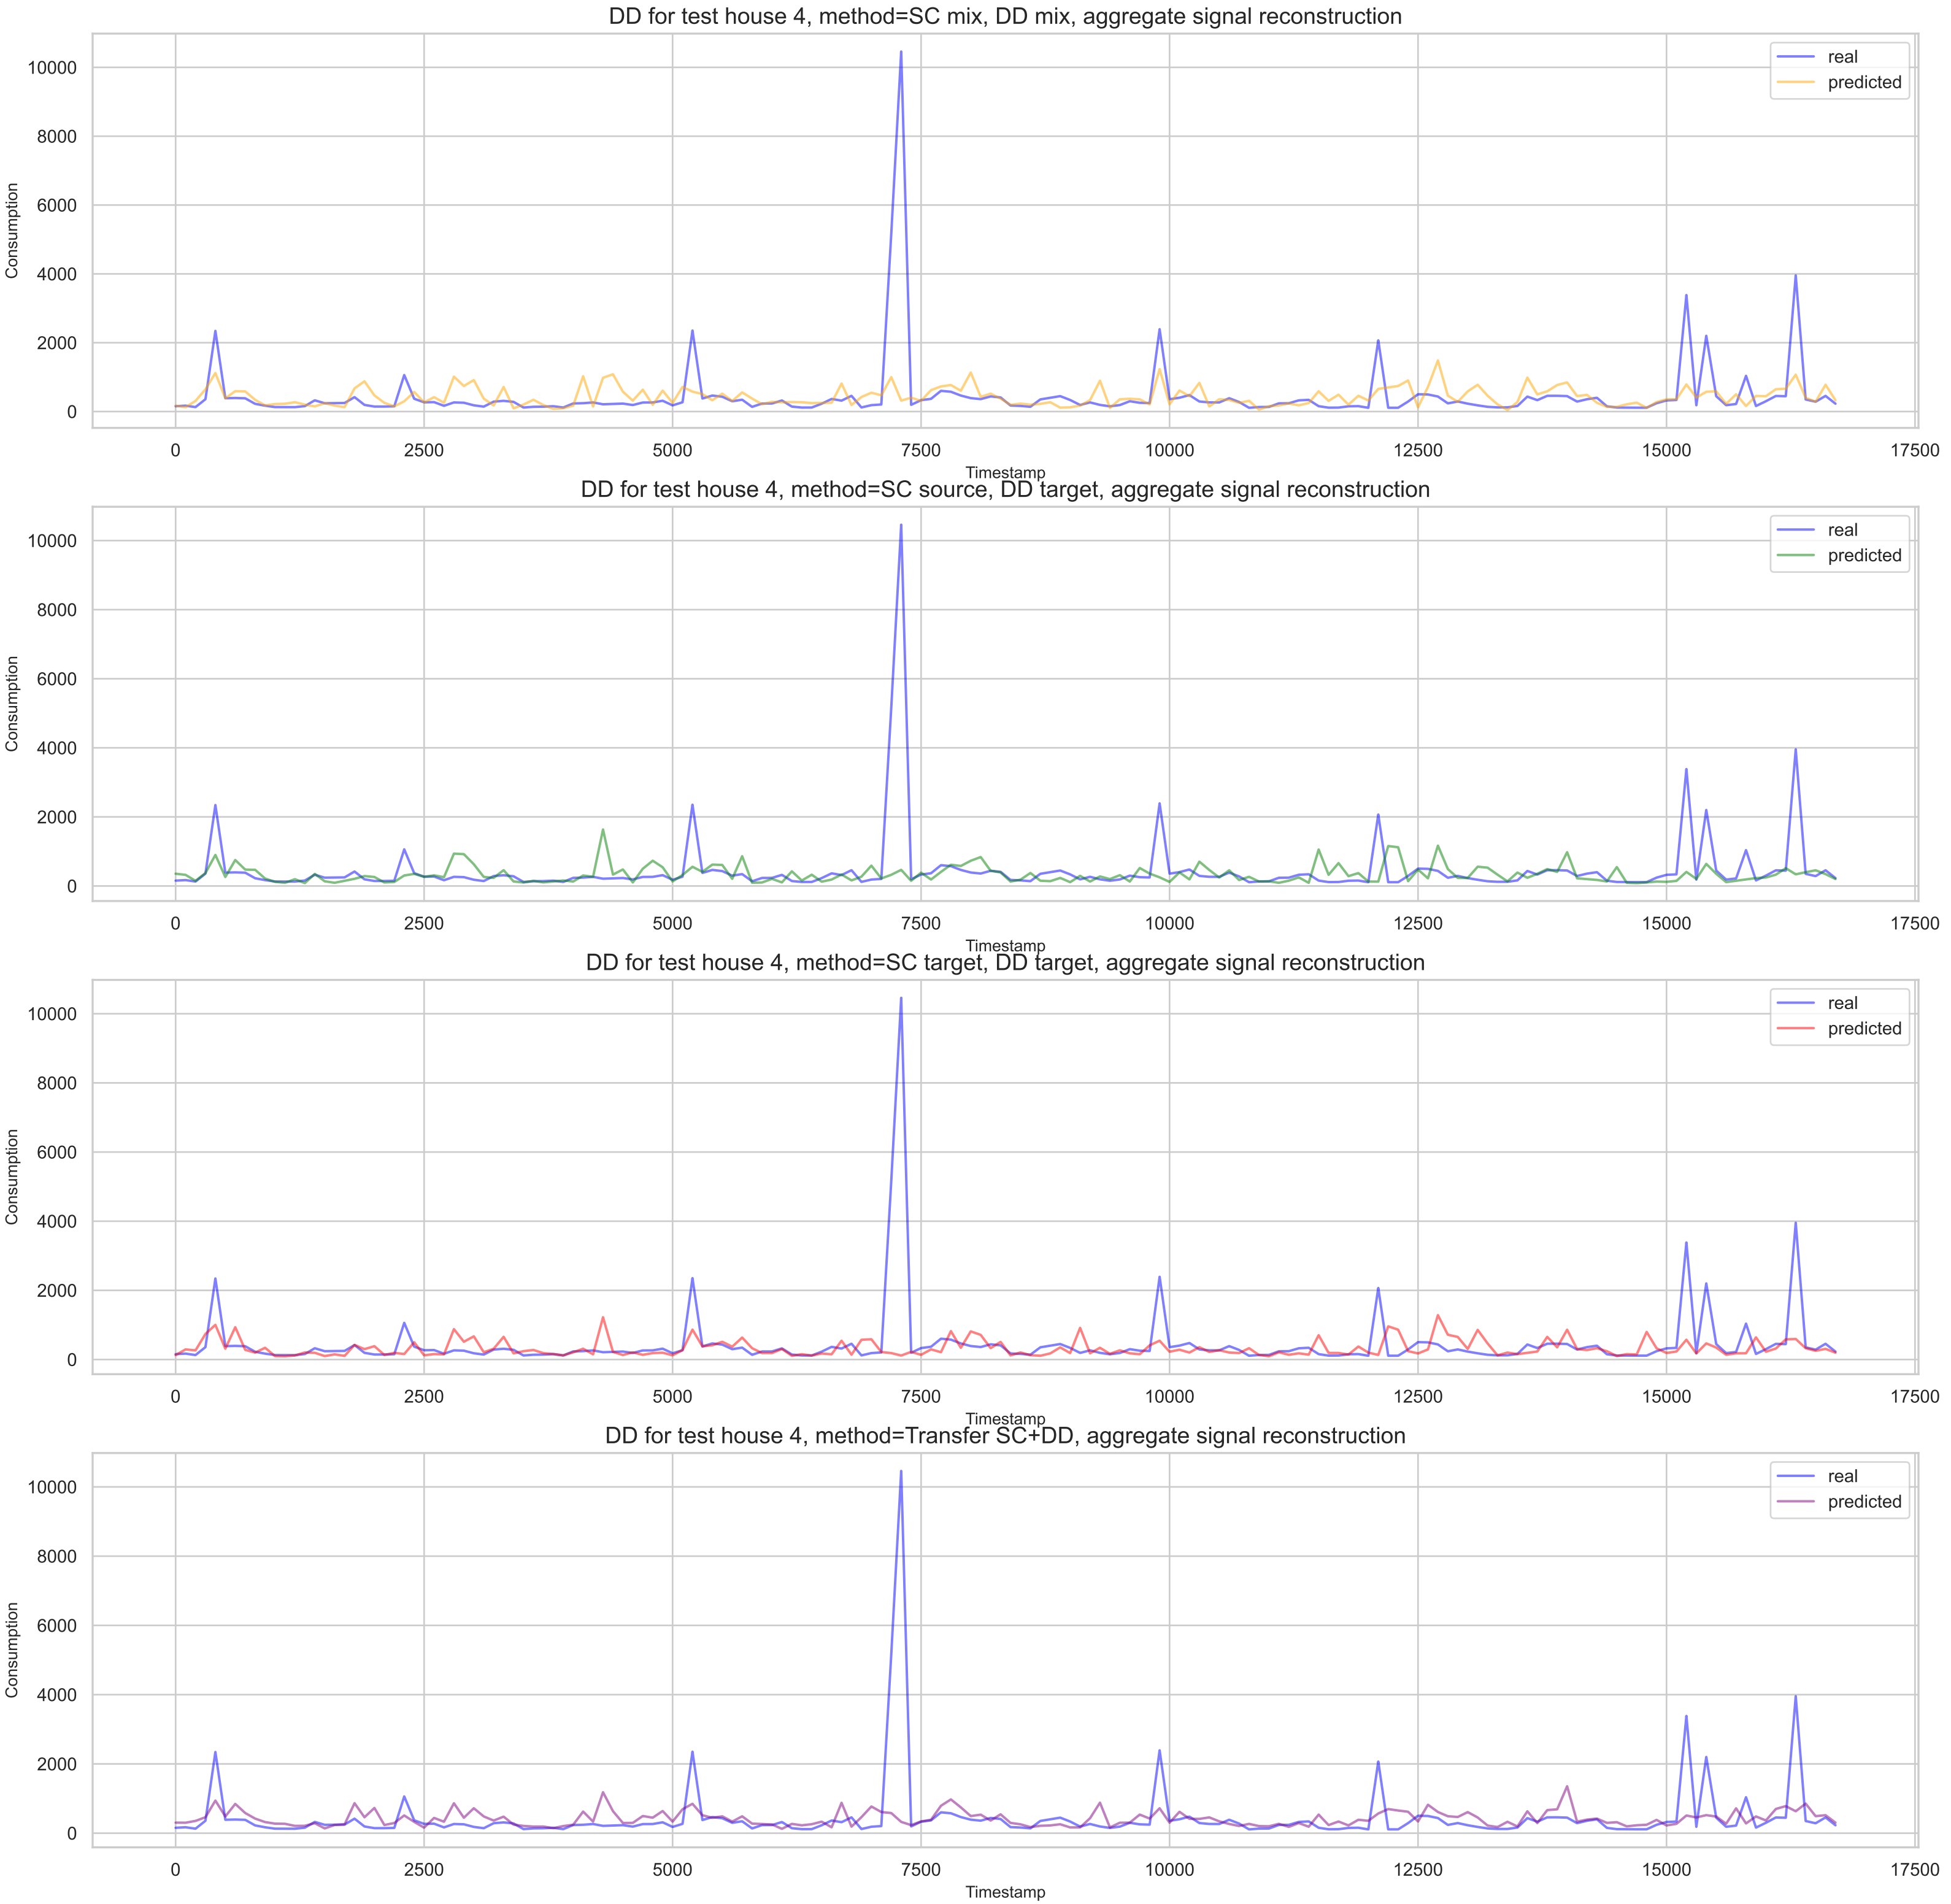 DD for test house 4, method=SC mix, DD mix, aggregate signal reconstruction
real
predicted
10000
8000
6000
4000
2000
0
Consumption
0 2500 5000 7500 10000 12500 15000 17500
Timestamp
DD for test house 4, method=SC source, DD target, aggregate signal reconstruction
real
predicted
10000
8000
6000
4000
2000
0
Consumption
0 2500 5000 7500 10000 12500 15000 17500
Timestamp
DD for test house 4, method=SC target, DD target, aggregate signal reconstruction
real
predicted
10000
8000
6000
4000
2000
0
Consumption
0 2500 5000 7500 10000 12500 15000 17500
Timestamp
DD for test house 4, method=Transfer SC+DD, aggregate signal reconstruction
real
predicted
10000
8000
6000
4000
2000
0
Consumption
0 2500 5000 7500 10000 12500 15000 17500
Timestamp